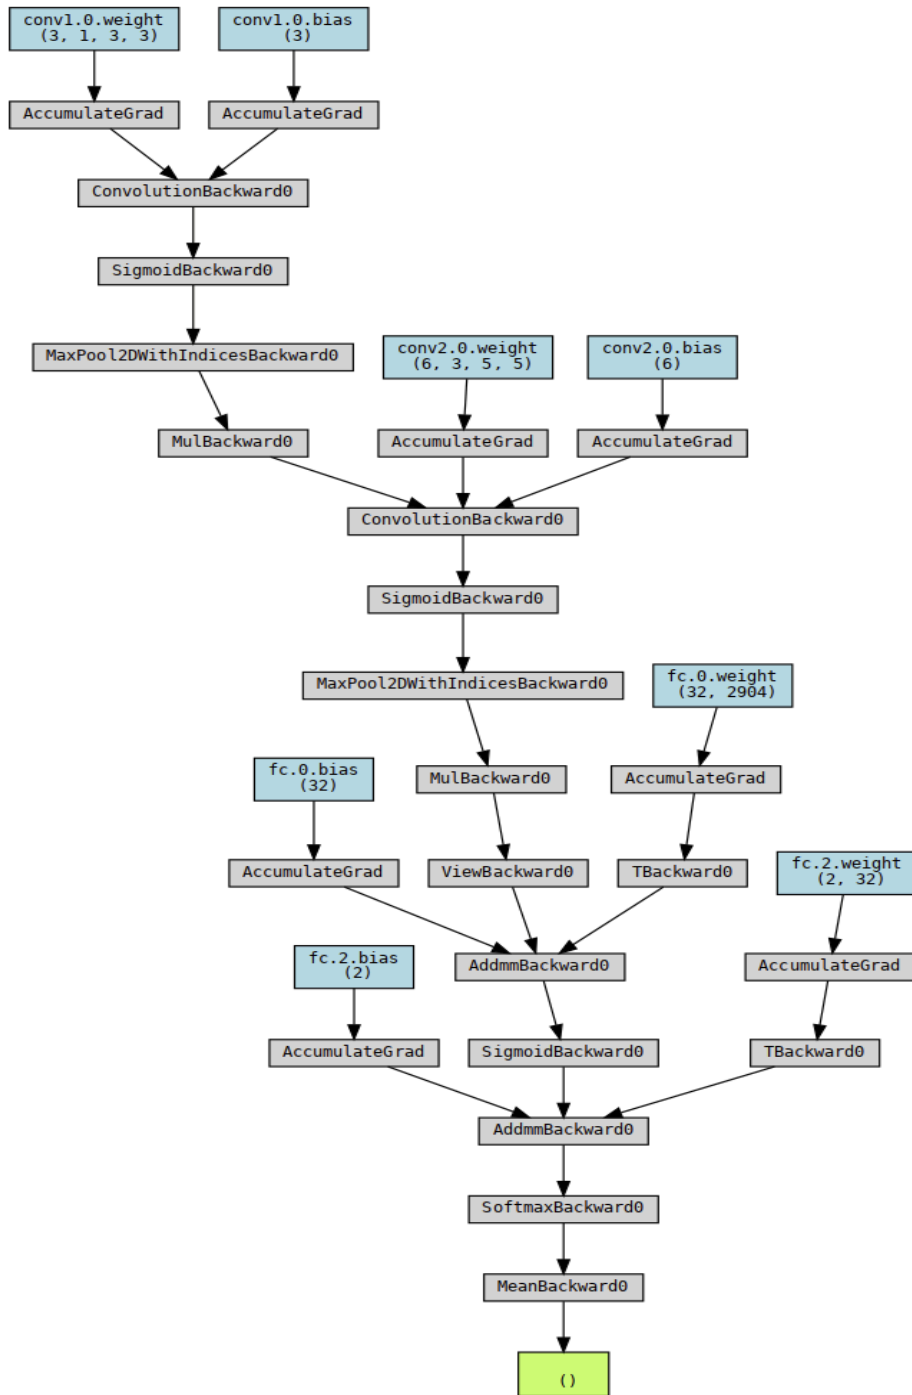 conv1.0.weight
(3, 1, 3, 3)
conv1.0.bias
(3)
AccumulateGrad
AccumulateGrad
ConvolutionBackward0
SigmoidBackward0
MaxPool2DWithIndicesBackward0
conv2.0.weight
(6, 3, 5, 5)
conv2.0.bias
(6)
MulBackward0
AccumulateGrad
AccumulateGrad
ConvolutionBackward0
SigmoidBackward0
MaxPool2DWithIndicesBackward0
fc.0.weight
(32, 2904)
fc.0.bias
(32)
MulBackward0
AccumulateGrad
AccumulateGrad
ViewBackward0
TBackward0
fc.2.weight
(2, 32)
fc.2.bias
(2)
AddmmBackward0
AccumulateGrad
AccumulateGrad
SigmoidBackward0
TBackward0
AddmmBackward0
SoftmaxBackward0
MeanBackward0
()